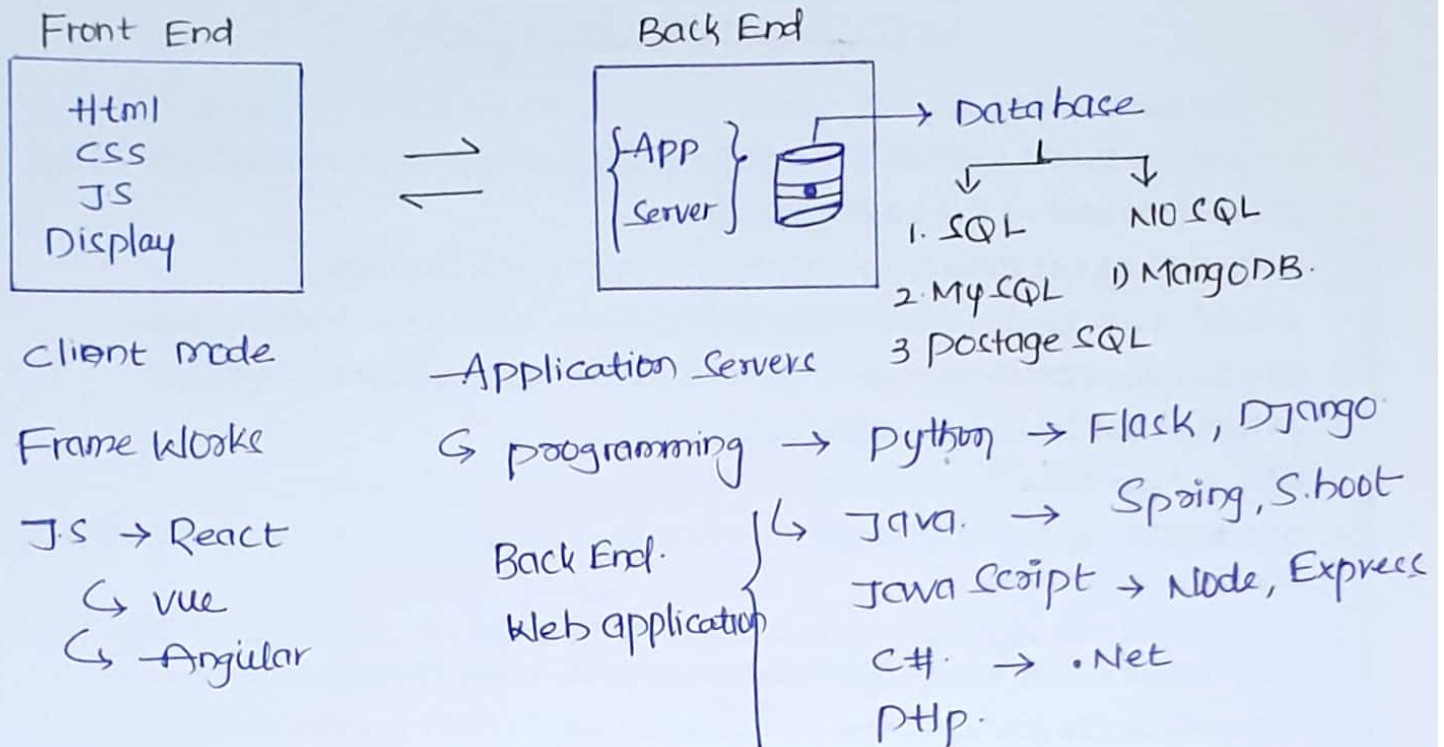 Front End
Back End
Html
CSS
JS
Display
App
Server
Database
1. SQL
2. My SQL
3 Postage SQL
NO SQL
1) MangoDB.
client mode
Application Servers
Frame Works
J.S → React
↳ vue
↳ Angular
↳ programming → Python → Flask, Django
↳ Java. → Spring, S.boot
Java Script → Node, Express
C#. → .Net
PHP.
Back End.
Web application